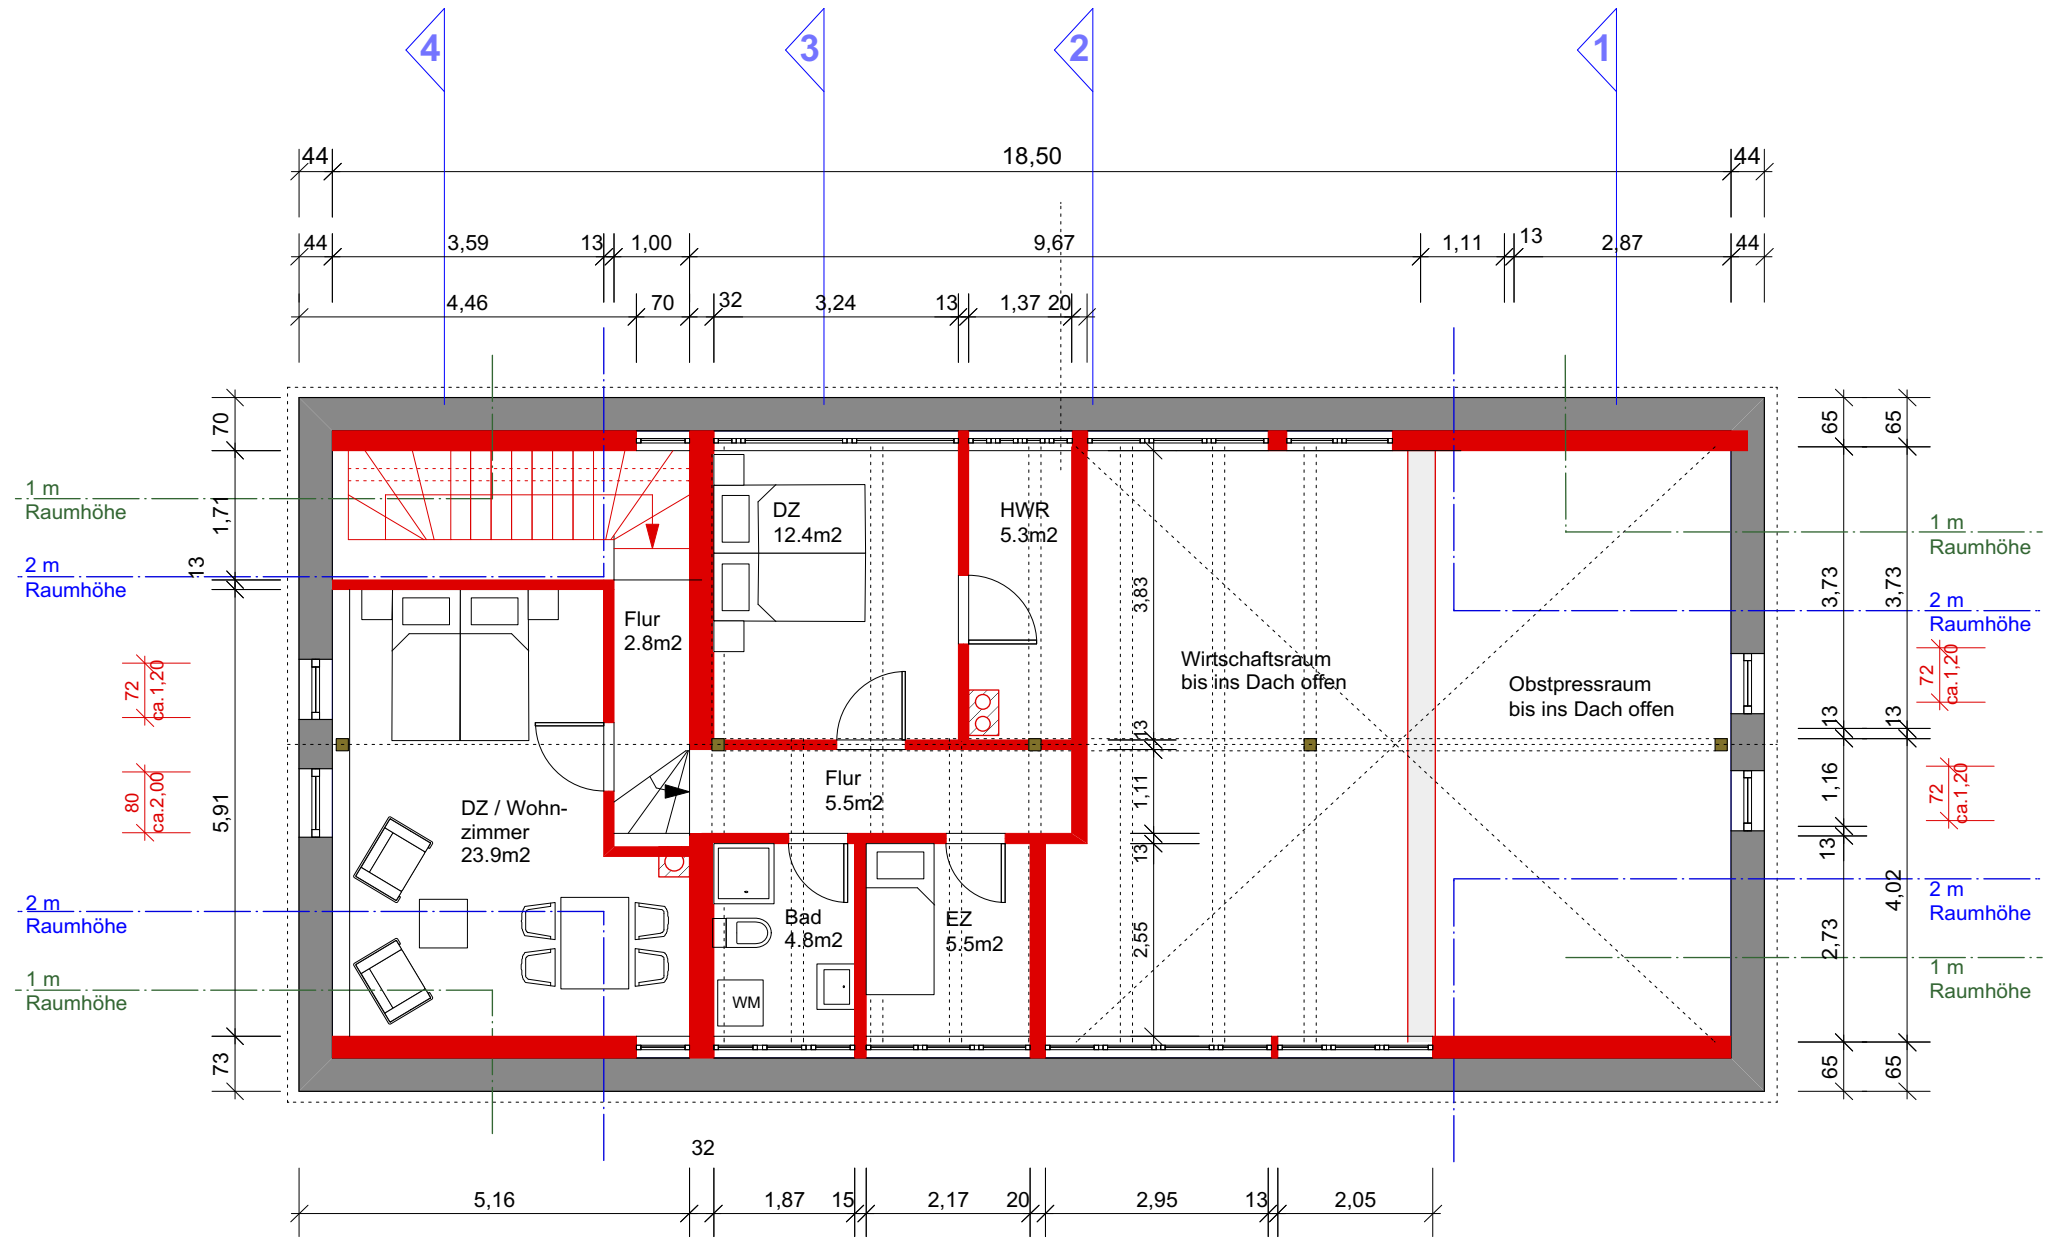 4
3
2
1
44
18,50
44
44
3,59
13
1,00
9,67
1,11
13
2,87
44
4,46
70
32
3,24
13
1,37
20
70
1,71
13
5,91
73
1 m
Raumhöhe
2 m
Raumhöhe
72
ca.1,20
80
ca.2,00
2 m
Raumhöhe
1 m
Raumhöhe
DZ
12.4m2
HWR
5.3m2
Flur
2.8m2
Flur
5.5m2
DZ / Wohn-
zimmer
23.9m2
Bad
4.8m2
WM
EZ
5.5m2
3,83
13
1,11
13
2,55
Wirtschaftsraum
bis ins Dach offen
Obstpressraum
bis ins Dach offen
65
3,73
13
1,16
13
2,73
65
65
3,73
13
4,02
65
1 m
Raumhöhe
2 m
Raumhöhe
72
ca.1,20
72
ca.1,20
2 m
Raumhöhe
1 m
Raumhöhe
32
5,16
1,87
15
2,17
20
2,95
13
2,05